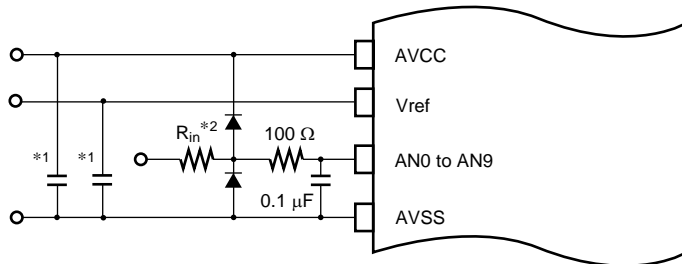 AVCC
Vref
Rin*2
100 Ω
*1
*1
AN0 to AN9
0.1 μF
AVSS